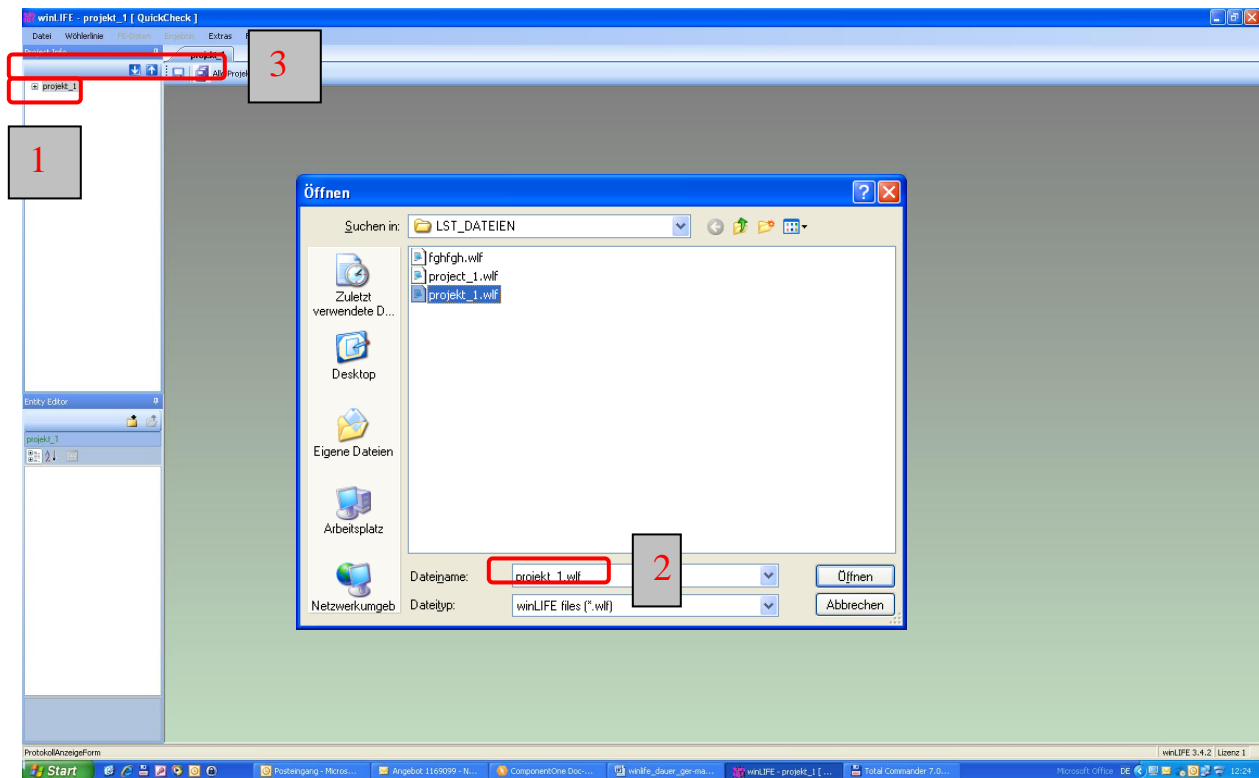 winLIFE - projekt_1 [ QuickCheck ]
Datei Wöhlerlinie FE-Daten Ergebnis Extras
Project Info
projekt_1
3
Alle Projek
projekt_1
1
Öffnen
Suchen in: LST_DATEIEN
fghfgh.wlf
project_1.wlf
projekt_1.wlf
Zuletzt
verwendete D...
Desktop
Eigene Dateien
Arbeitsplatz
Netzwerkumgeb
Entity Editor
projekt_1
2
Dateiname: projekt_1.wlf Öffnen
Dateityp: winLIFE files (*.wlf) Abbrechen
ProtokollAnzeigeForm winLIFE 3.4.2 Lizenz 1
Start Posteingang - Micros... Angebot 1169099 - N... ComponentOne Doc-... winlife_dauer_ger-ma... winLIFE - projekt_1 [ ... Total Commander 7.0... Microsoft Office DE 12:24